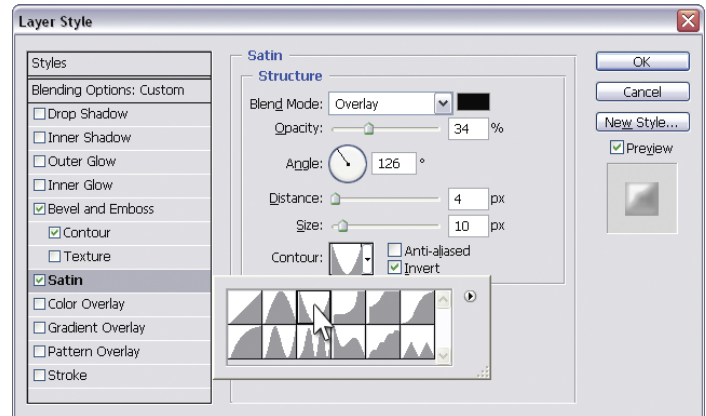 Layer Style
Styles
Blending Options: Custom
Drop Shadow
Inner Shadow
Outer Glow
Inner Glow
Bevel and Emboss
Contour
Texture
Satin
Color Overlay
Gradient Overlay
Pattern Overlay
Stroke
Satin
Structure
Blend Mode: Overlay
Opacity: 34 %
Angle: 126 °
Distance: 4 px
Size: 10 px
Contour: Anti-aliased
Invert
OK
Cancel
New Style...
Preview